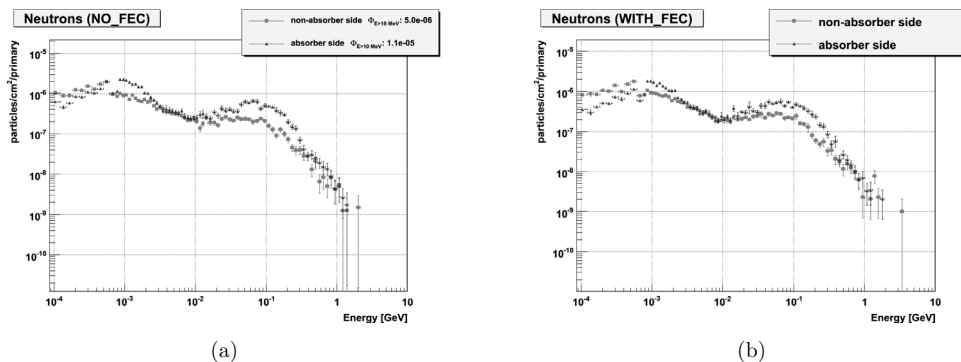 Neutrons (NO_FEC)
non-absorber side Φ_E>10 MeV: 5.0e-06
absorber side Φ_E>10 MeV: 1.1e-05
particles/cm²/primary
10⁻⁵
10⁻⁶
10⁻⁷
10⁻⁸
10⁻⁹
10⁻¹⁰
10⁻⁴ 10⁻³ 10⁻² 10⁻¹ 1 10
Energy [GeV]
(a)
Neutrons (WITH_FEC)
non-absorber side
absorber side
particles/cm²/primary
10⁻⁵
10⁻⁶
10⁻⁷
10⁻⁸
10⁻⁹
10⁻¹⁰
10⁻⁴ 10⁻³ 10⁻² 10⁻¹ 1 10
Energy [GeV]
(b)